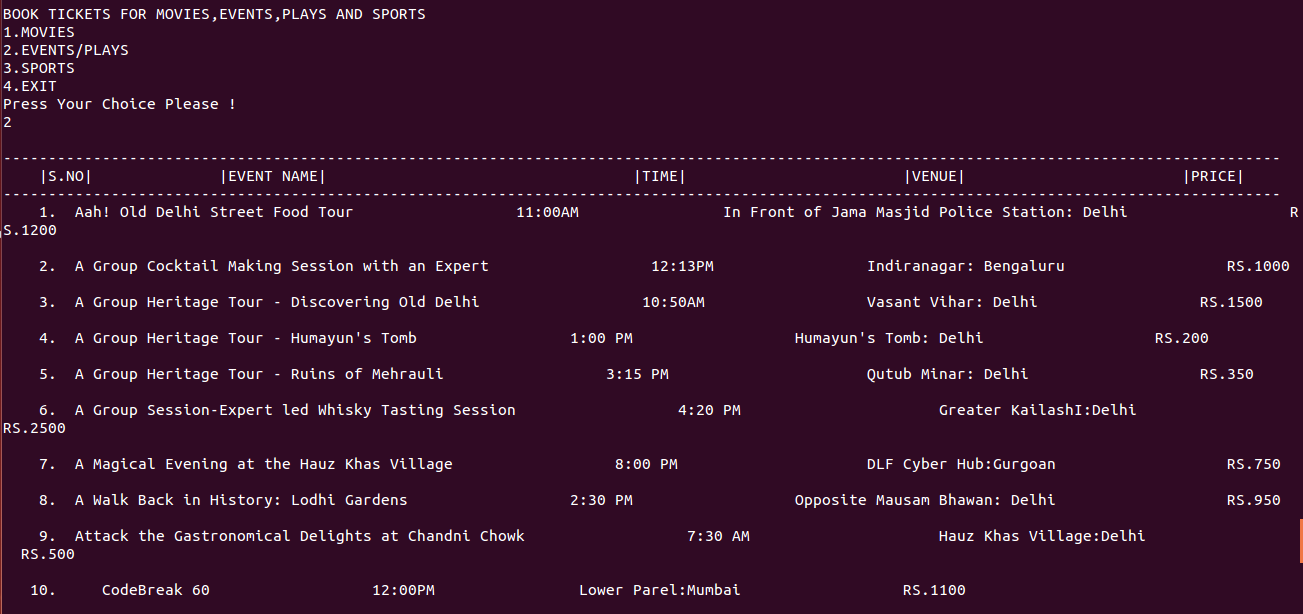 BOOK TICKETS FOR MOVIES,EVENTS,PLAYS AND SPORTS
1.MOVIES
2.EVENTS/PLAYS
3.SPORTS
4.EXIT
Press Your Choice Please !
2
----------------------------------------------------------------------------------------------------------------------------------------------
|S.NO| |EVENT NAME| |TIME| |VENUE| |PRICE|
----------------------------------------------------------------------------------------------------------------------------------------------
1. Aah! Old Delhi Street Food Tour 11:00AM In Front of Jama Masjid Police Station: Delhi R
S.1200
2. A Group Cocktail Making Session with an Expert 12:13PM Indiranagar: Bengaluru RS.1000
3. A Group Heritage Tour - Discovering Old Delhi 10:50AM Vasant Vihar: Delhi RS.1500
4. A Group Heritage Tour - Humayun's Tomb 1:00 PM Humayun's Tomb: Delhi RS.200
5. A Group Heritage Tour - Ruins of Mehrauli 3:15 PM Qutub Minar: Delhi RS.350
6. A Group Session-Expert led Whisky Tasting Session 4:20 PM Greater KailashI:Delhi
RS.2500
7. A Magical Evening at the Hauz Khas Village 8:00 PM DLF Cyber Hub:Gurgoan RS.750
8. A Walk Back in History: Lodhi Gardens 2:30 PM Opposite Mausam Bhawan: Delhi RS.950
9. Attack the Gastronomical Delights at Chandni Chowk 7:30 AM Hauz Khas Village:Delhi
RS.500
10. CodeBreak 60 12:00PM Lower Parel:Mumbai RS.1100